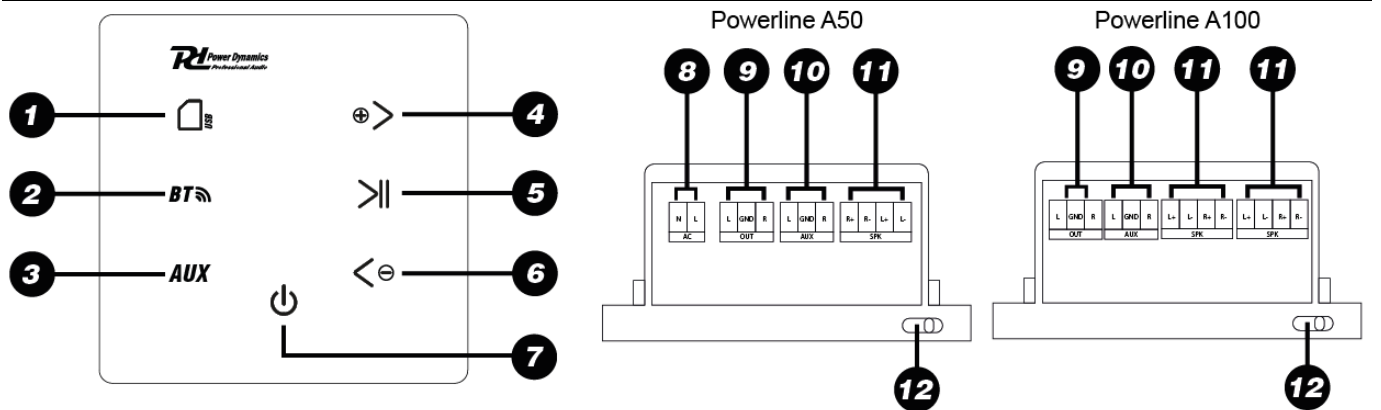 Powerline A50
Powerline A100
Power Dynamics
Professional Audio
1
USB
4
2
BT
5
3
AUX
6
7
8 9 10 11
N L
AC
L GND R
OUT
L GND R
AUX
R+ R- L+ L-
SPK
12
9 10 11 11
L GND R
OUT
L GND R
AUX
L+ L- R+ R-
SPK
L+ L- R+ R-
SPK
12